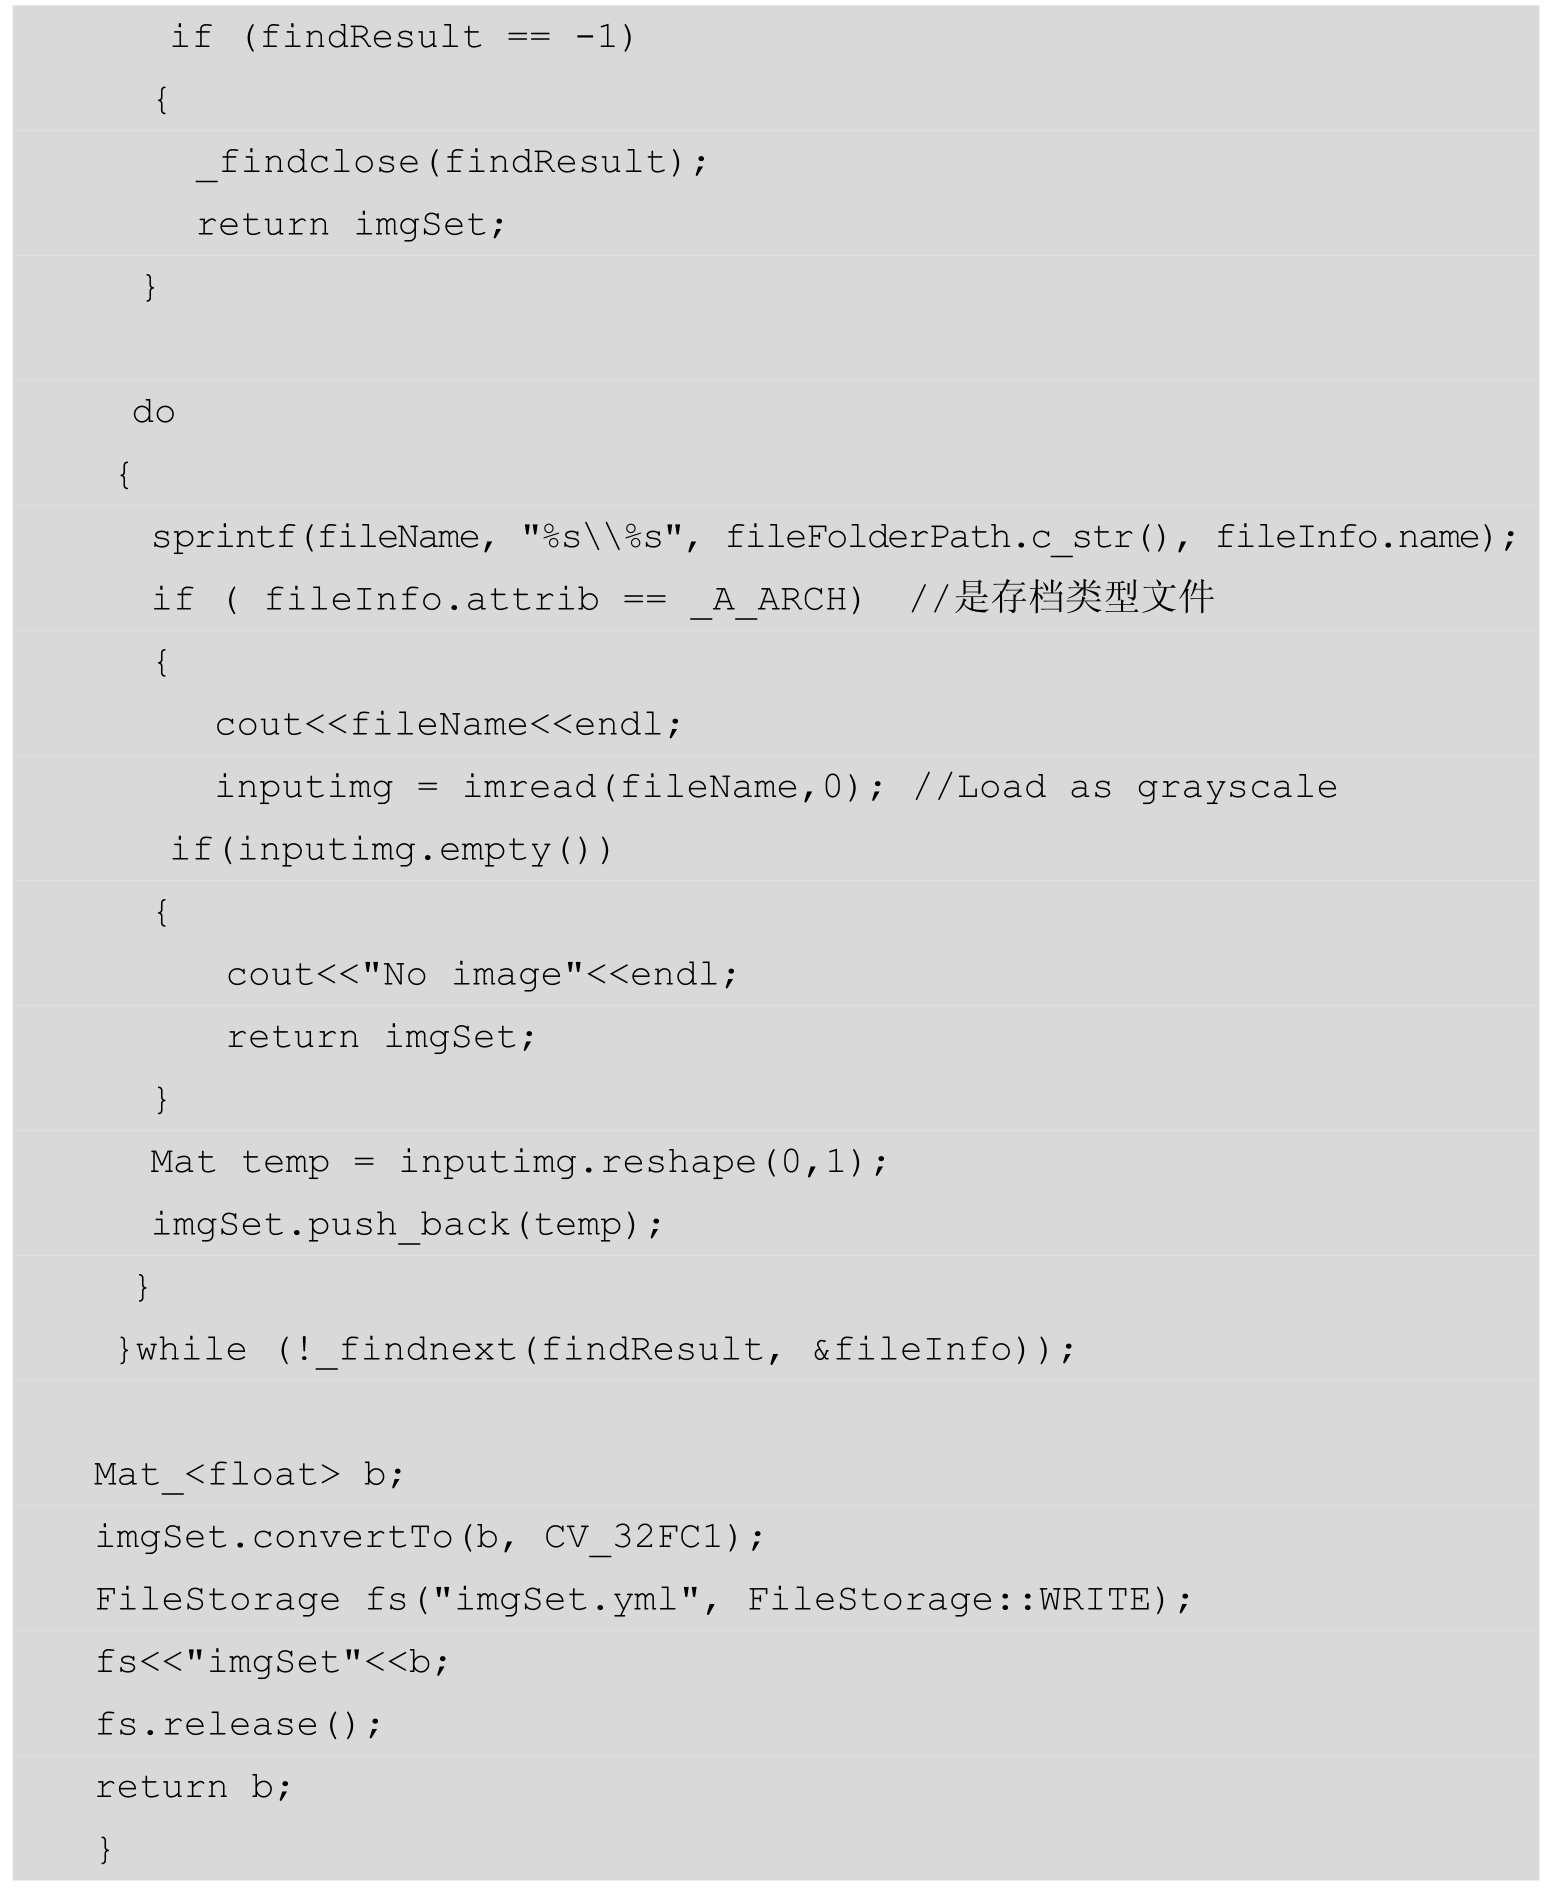 if (findResult == -1)
{
_findclose(findResult);
return imgSet;
}
do
{
sprintf(fileName, "%s\\%s", fileFolderPath.c_str(), fileInfo.name);
if ( fileInfo.attrib == _A_ARCH)  //是存档类型文件
{
cout<<fileName<<endl;
inputimg = imread(fileName,0); //Load as grayscale
if(inputimg.empty())
{
cout<<"No image"<<endl;
return imgSet;
}
Mat temp = inputimg.reshape(0,1);
imgSet.push_back(temp);
}
}while (!_findnext(findResult, &fileInfo));
Mat_<float> b;
imgSet.convertTo(b, CV_32FC1);
FileStorage fs("imgSet.yml", FileStorage::WRITE);
fs<<"imgSet"<<b;
fs.release();
return b;
}